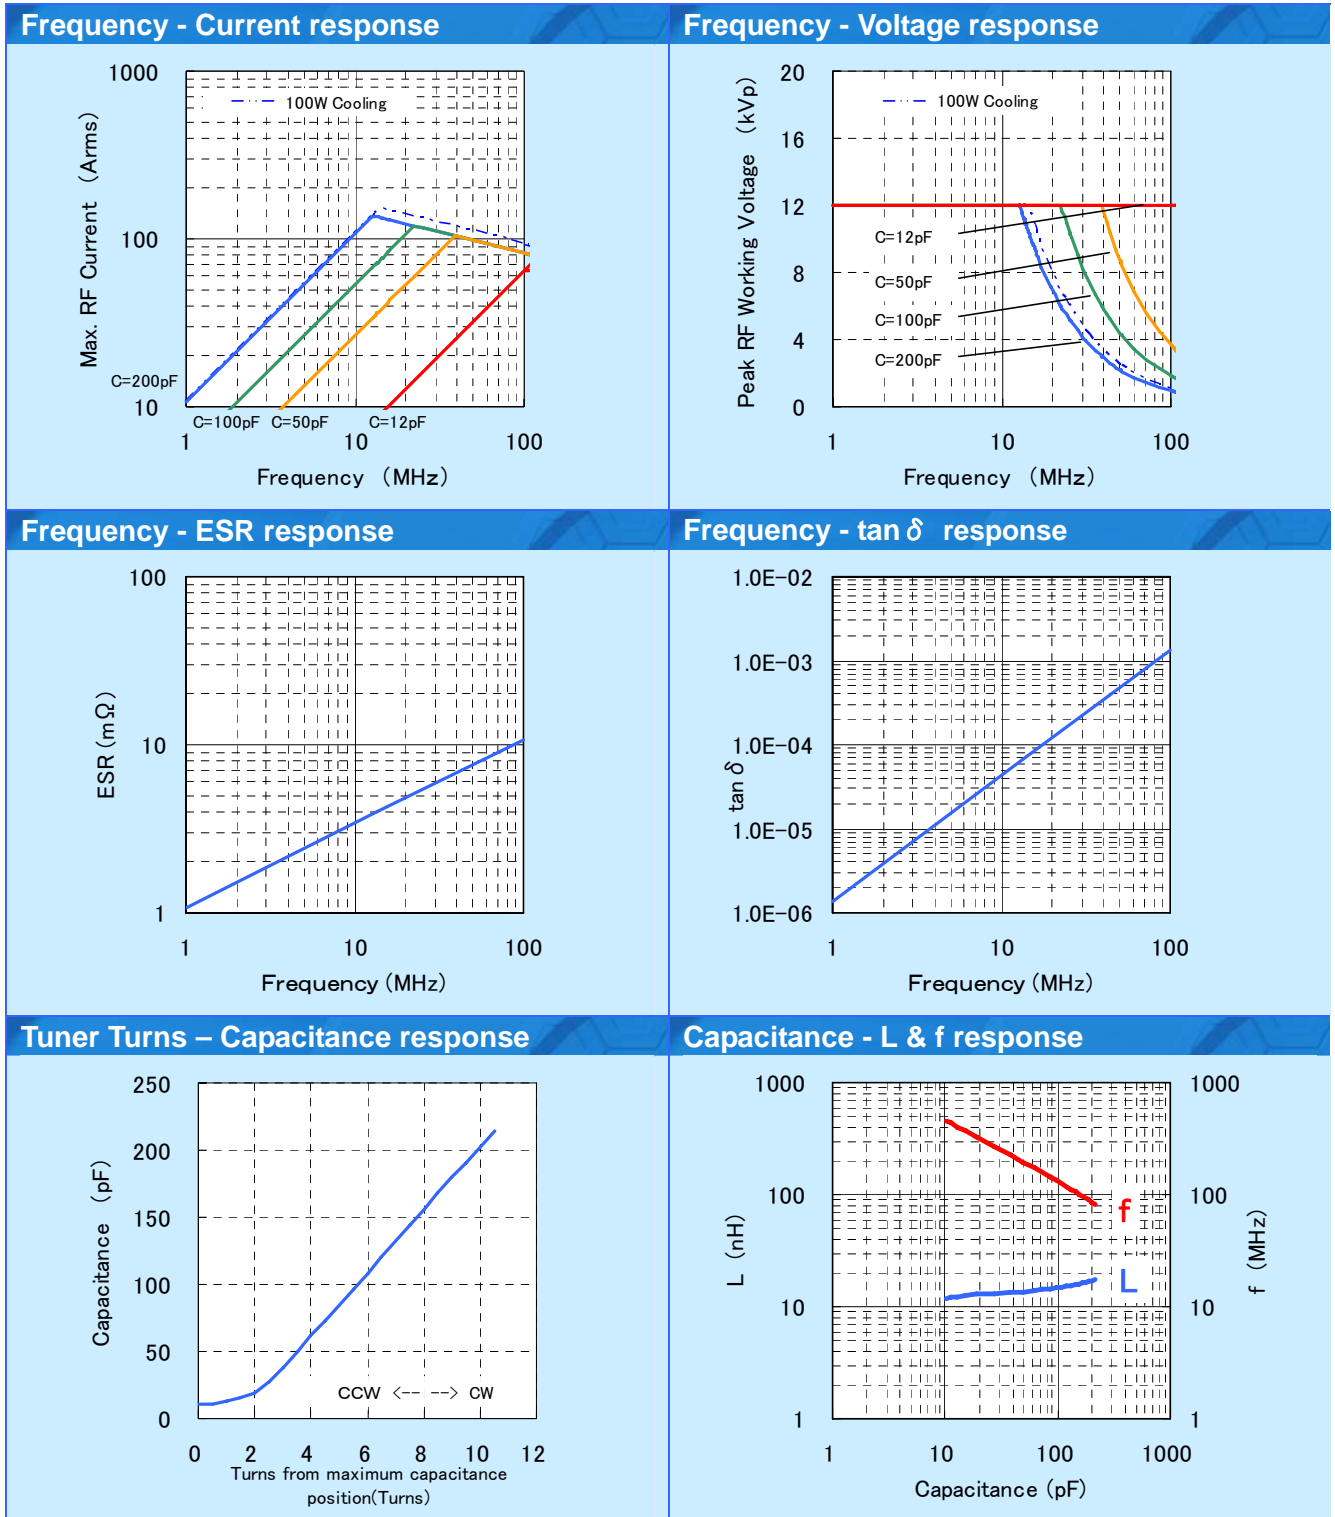 Frequency - Current response
1000
100
10
Max. RF Current (Arms)
100W Cooling
C=200pF
C=100pF C=50pF C=12pF
1 10 100
Frequency (MHz)
Frequency - Voltage response
20
16
12
8
4
0
Peak RF Working Voltage (kVp)
100W Cooling
C=12pF
C=50pF
C=100pF
C=200pF
1 10 100
Frequency (MHz)
Frequency - ESR response
100
10
1
ESR (mΩ)
1 10 100
Frequency (MHz)
Frequency - tan δ response
1.0E-02
1.0E-03
1.0E-04
1.0E-05
1.0E-06
tan δ
1 10 100
Frequency (MHz)
Tuner Turns – Capacitance response
250
200
150
100
50
0
Capacitance (pF)
CCW <-- --> CW
0 2 4 6 8 10 12
Turns from maximum capacitance
position(Turns)
Capacitance - L & f response
1000
100
10
1
L (nH)
f
L
1000
100
10
1
f (MHz)
1 10 100 1000
Capacitance (pF)